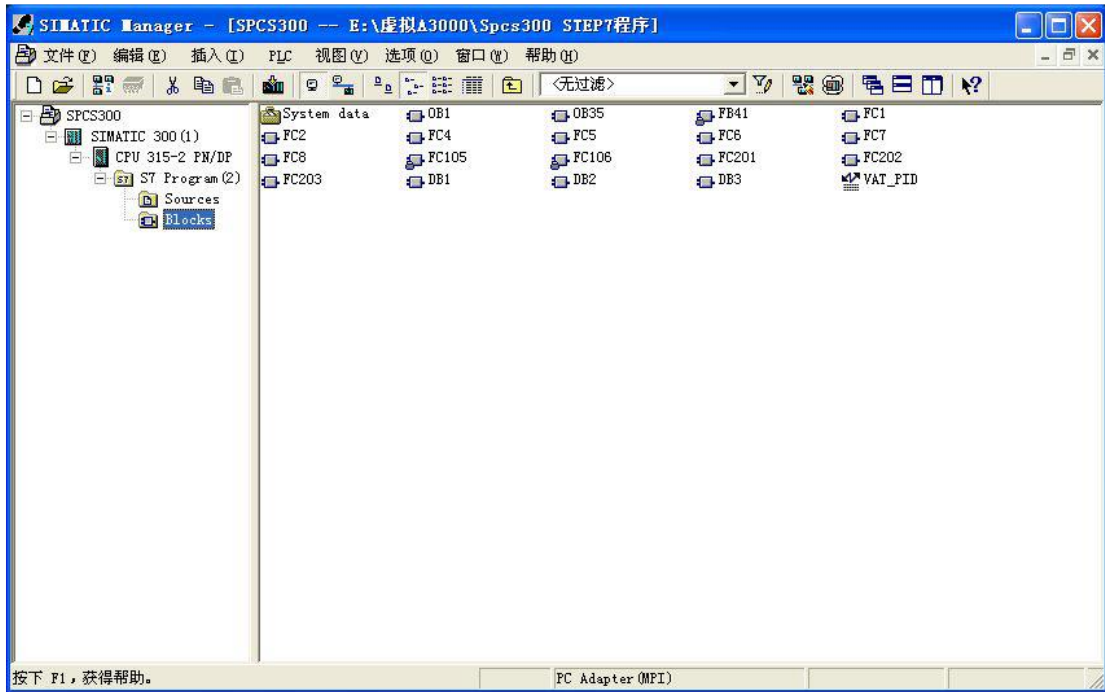 SIMATIC Manager - [SPCS300 -- E:\虚拟A3000\Spcs300 STEP7程序]
文件(F) 编辑(E) 插入(I) PLC 视图(V) 选项(O) 窗口(W) 帮助(H)
<无过滤>
SPCS300
SIMATIC 300(1)
CPU 315-2 PN/DP
S7 Program(2)
Sources
Blocks
System data OB1 OB35 FB41 FC1
FC2 FC4 FC5 FC6 FC7
FC8 FC105 FC106 FC201 FC202
FC203 DB1 DB2 DB3 VAT_PID
按下 F1，获得帮助。 PC Adapter(MPI)